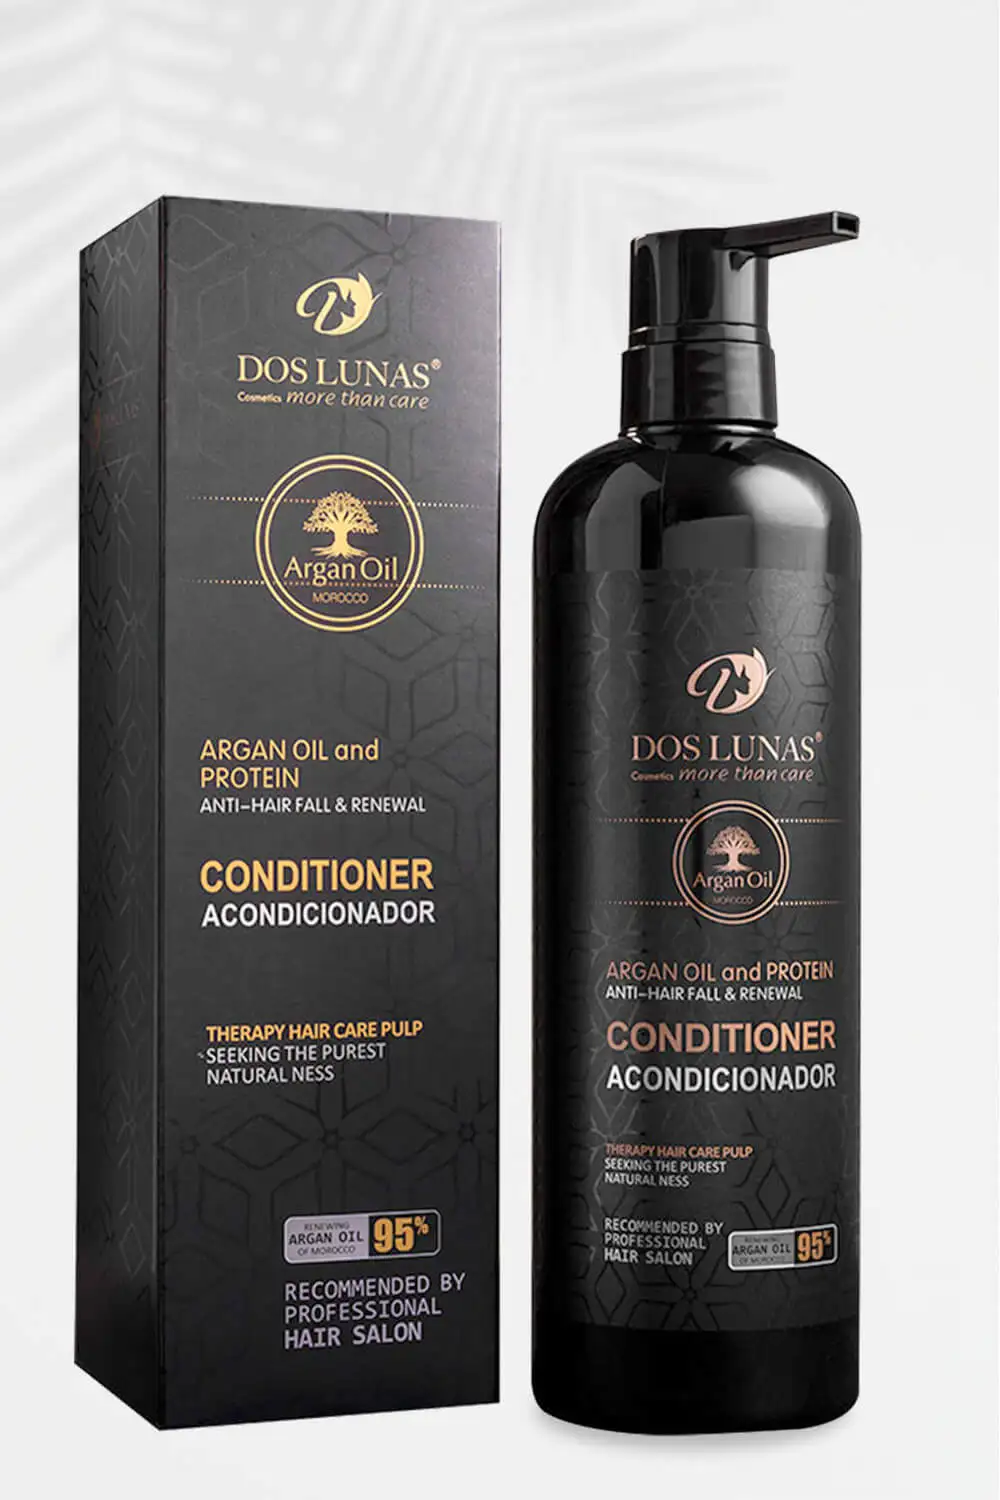 DOS LUNAS®
Cosmetics more than care
Argan Oil
MOROCCO
ARGAN OIL and
PROTEIN
ANTI-HAIR FALL & RENEWAL
CONDITIONER
ACONDICIONADOR
THERAPY HAIR CARE PULP
SEEKING THE PUREST
NATURAL NESS
RENEWING
ARGAN OIL
OF MOROCCO
95%
RECOMMENDED BY
PROFESSIONAL
HAIR SALON
DOS LUNAS®
Cosmetics more than care
Argan Oil
MOROCCO
ARGAN OIL and PROTEIN
ANTI-HAIR FALL & RENEWAL
CONDITIONER
ACONDICIONADOR
THERAPY HAIR CARE PULP
SEEKING THE PUREST
NATURAL NESS
RECOMMENDED BY
PROFESSIONAL
HAIR SALON
RENEWING
ARGAN OIL
OF MOROCCO
95%